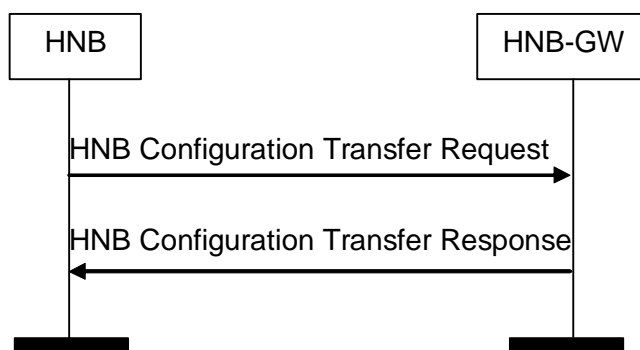 HNB
HNB-GW
HNB Configuration Transfer Request
HNB Configuration Transfer Response